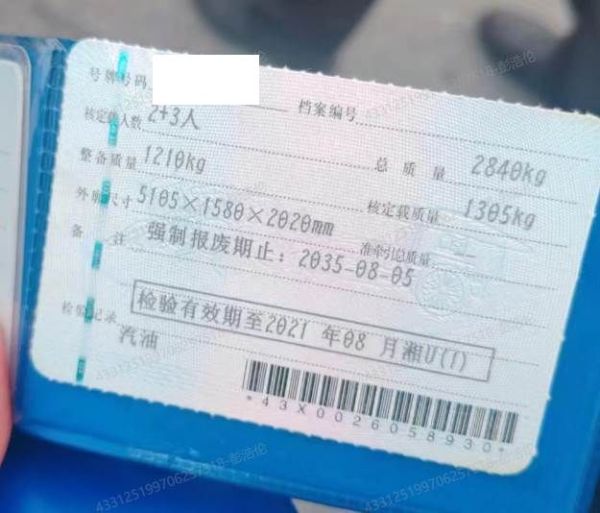 号牌号码 档案编号
核定载人数 2+3人 总质量 2840kg
整备质量 1210kg 核定载质量 1305kg
外廓尺寸 5105×1580×2020mm 准牵引总质量 --
备注 强制报废期止：2035-08-05
检验记录 检验有效期至2021 年08 月湘U(1)
汽油
*43X0026058930*